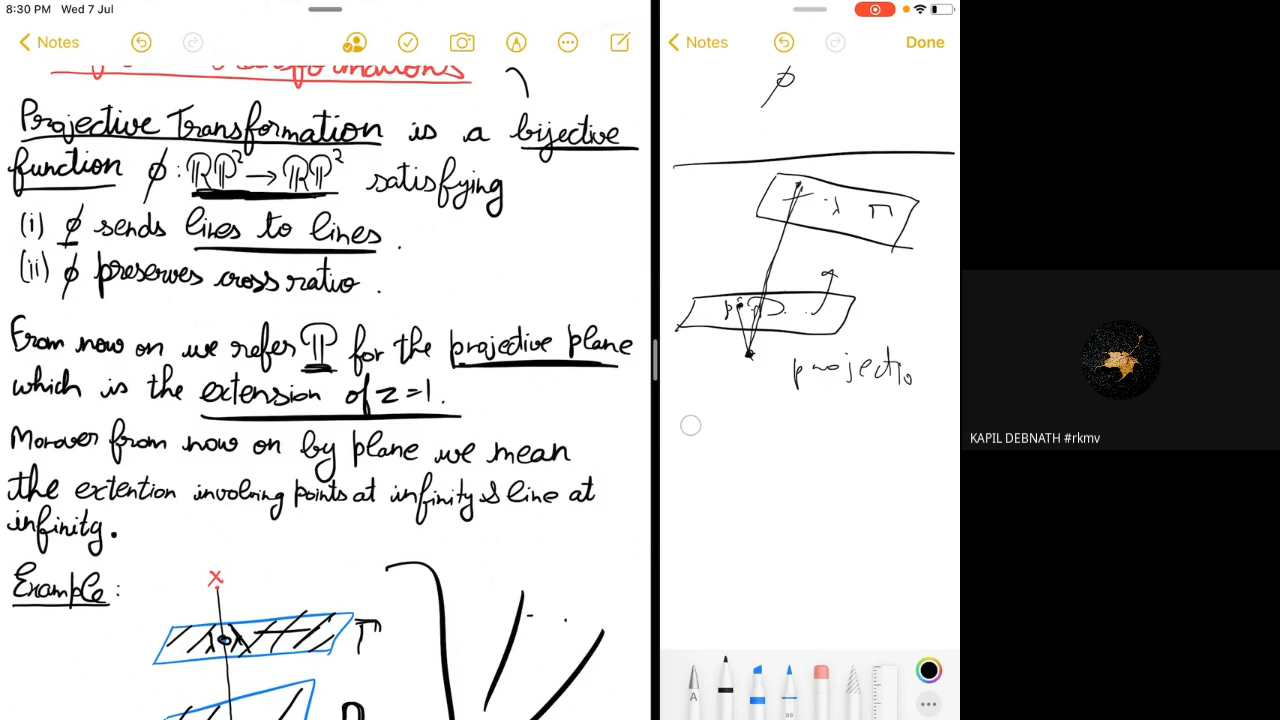 8:30 PM Wed 7 Jul
Notes
Transformations
Projective Transformation is a bijective
function ϕ : ℝℙ² → ℝℙ² satisfying
(i) ϕ sends lines to lines.
(ii) ϕ preserves cross ratio.
From now on we refer ℙ for the projective plane
which is the extension of z=1.
Morover from now on by plane we mean
the extention involving points at infinity & line at
infinity.
Example:
X
Notes
Done
ϕ
π
projectio
A
KAPIL DEBNATH #rkmv